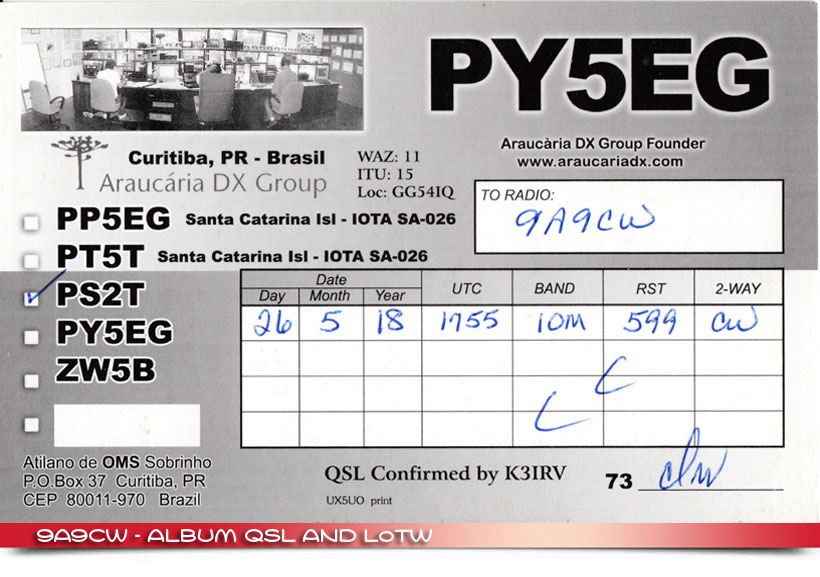 PY5EG
Araucària DX Group Founder
www.araucariadx.com
Curitiba, PR - Brasil
Araucária DX Group
WAZ: 11
ITU: 15
Loc: GG54IQ
TO RADIO:
9A9CW
PP5EG Santa Catarina Isl - IOTA SA-026
PT5T Santa Catarina Isl - IOTA SA-026
PS2T
PY5EG
ZW5B
Date
Day Month Year UTC BAND RST 2-WAY
26 5 18 1755 10M 599 CW
Atilano de OMS Sobrinho
P.O.Box 37 Curitiba, PR
CEP 80011-970 Brazil
QSL Confirmed by K3IRV
UX5UO print
73
9A9CW - ALBUM QSL AND LoTW